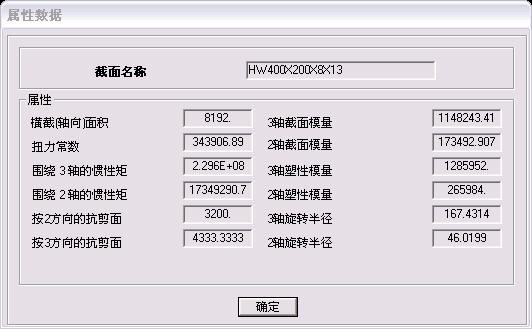 属性数据
截面名称 HW400X200X8X13
属性
横截(轴向)面积 8192. 3轴截面模量 1148243.41
扭力常数 343906.89 2轴截面模量 173492.907
围绕 3 轴的惯性矩 2.296E+08 3轴塑性模量 1285952.
围绕 2 轴的惯性矩 17349290.7 2轴塑性模量 265984.
按2方向的抗剪面 3200. 3轴旋转半径 167.4314
按3方向的抗剪面 4333.3333 2轴旋转半径 46.0199
确定